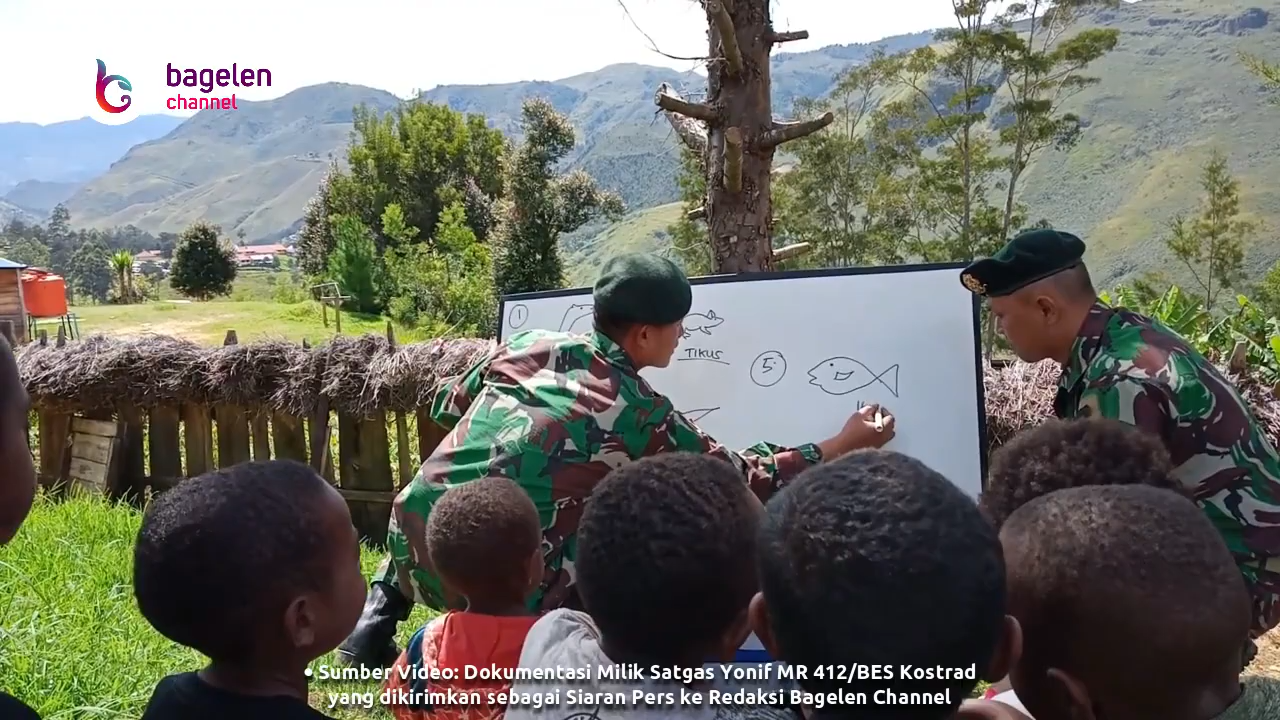 bagelen
channel
1
TIKUS
5
• Sumber Video: Dokumentasi Milik Satgas Yonif MR 412/BES Kostrad
yang dikirimkan sebagai Siaran Pers ke Redaksi Bagelen Channel